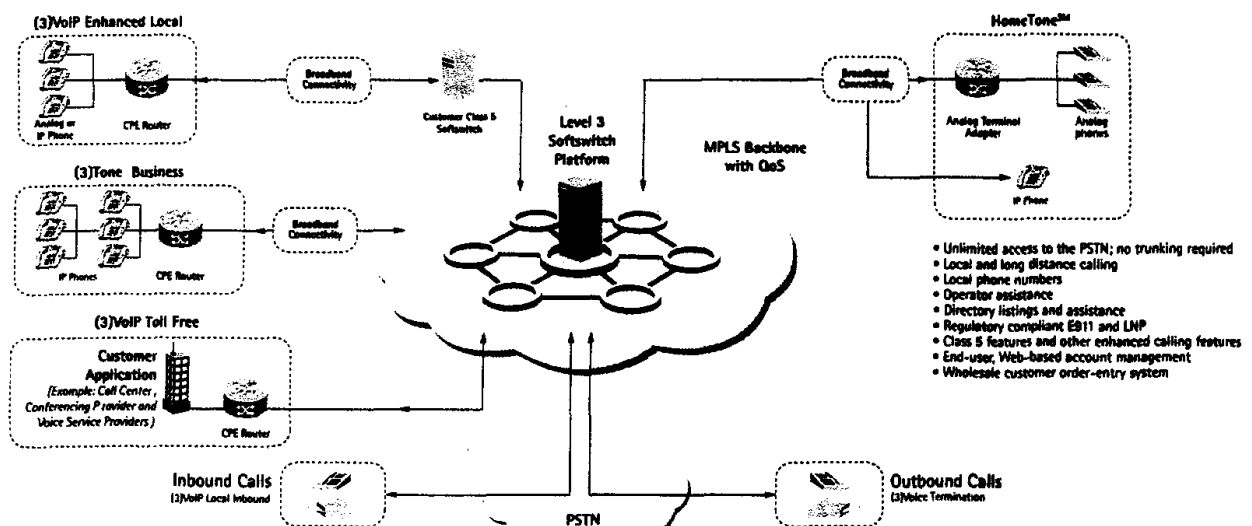 (3)VoIP Enhanced Local
Analog or
IP Phone
CPE Router
Broadband
Connectivity
Customer Class 5
Softswitch
(3)Tone Business
IP Phones
CPE Router
Broadband
Connectivity
(3)VoIP Toll Free
Customer
Application
(Example: Call Center,
Conferencing Provider and
Voice Service Providers)
CPE Router
Level 3
Softswitch
Platform
MPLS Backbone
with QoS
HomeTone℠
Broadband
Connectivity
Analog Terminal
Adapter
Analog
phones
IP Phone
• Unlimited access to the PSTN; no trunking required
• Local and long distance calling
• Local phone numbers
• Operator assistance
• Directory listings and assistance
• Regulatory compliant E911 and LNP
• Class 5 features and other enhanced calling features
• End-user, Web-based account management
• Wholesale customer order-entry system
Inbound Calls
(3)VoIP Local Inbound
PSTN
Outbound Calls
(3)Voice Termination